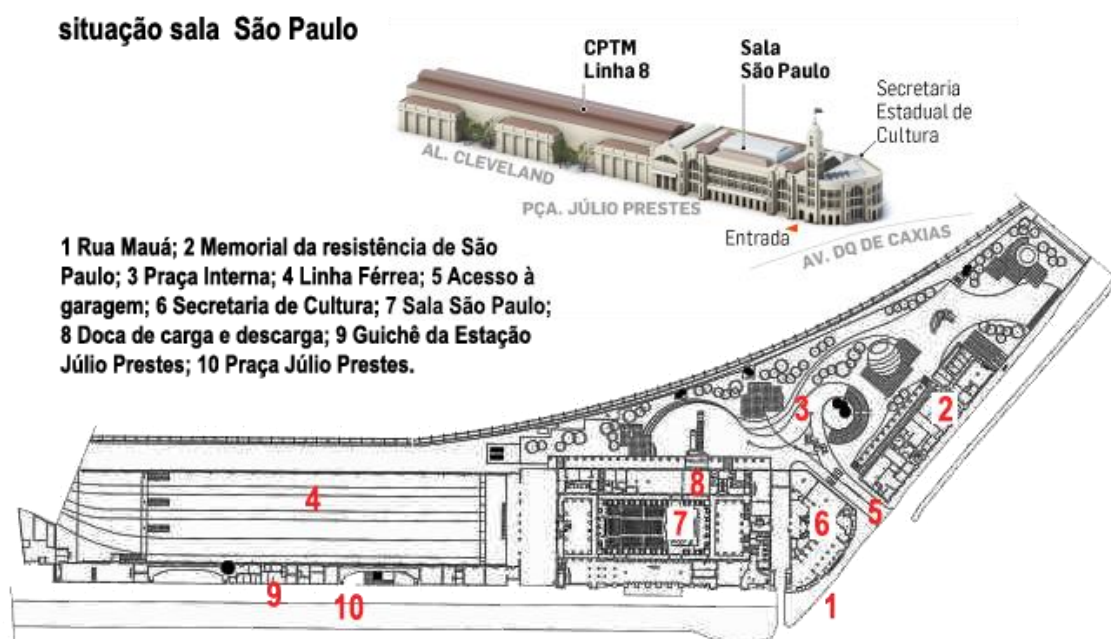 situação sala São Paulo
CPTM
Linha 8
Sala
São Paulo
Secretaria
Estadual de
Cultura
AL. CLEVELAND
PÇA. JÚLIO PRESTES
Entrada
AV. DQ DE CAXIAS
1 Rua Mauá; 2 Memorial da resistência de São
Paulo; 3 Praça Interna; 4 Linha Férrea; 5 Acesso à
garagem; 6 Secretaria de Cultura; 7 Sala São Paulo;
8 Doca de carga e descarga; 9 Guichê da Estação
Júlio Prestes; 10 Praça Júlio Prestes.
3
2
8
4
7
6
5
9
10
1